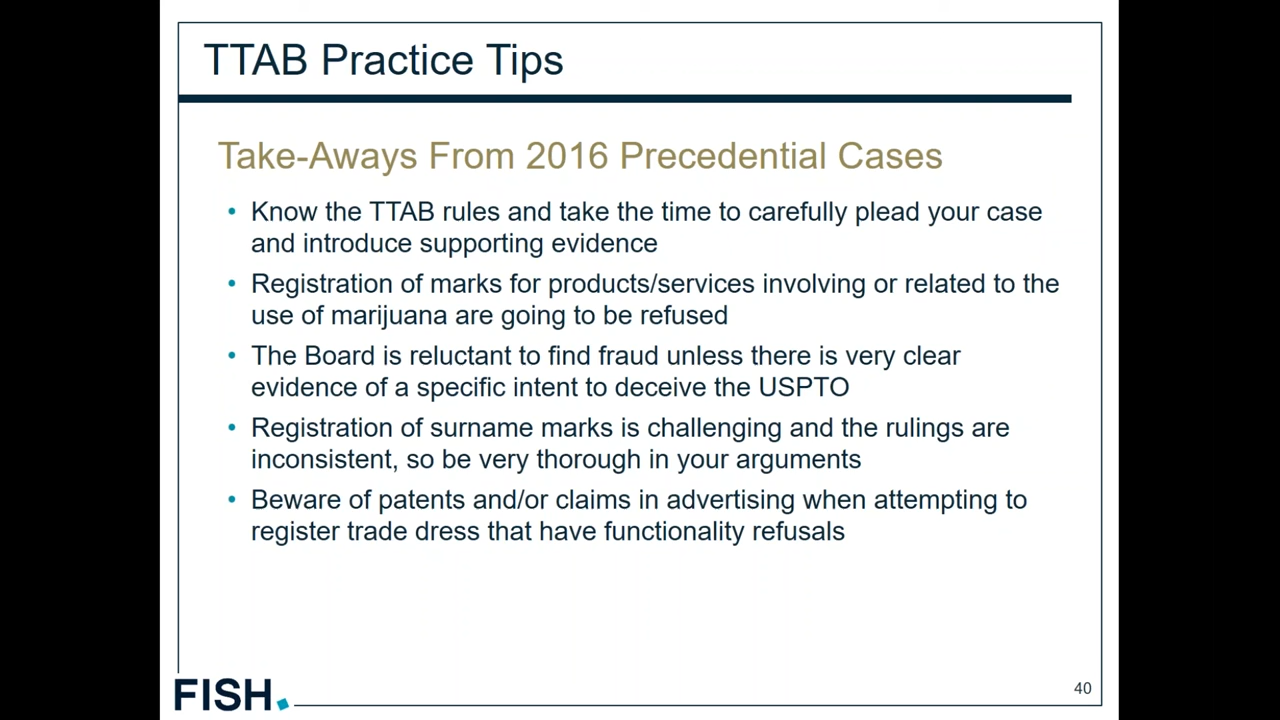 TTAB Practice Tips
Take-Aways From 2016 Precedential Cases
• Know the TTAB rules and take the time to carefully plead your case
and introduce supporting evidence
• Registration of marks for products/services involving or related to the
use of marijuana are going to be refused
• The Board is reluctant to find fraud unless there is very clear
evidence of a specific intent to deceive the USPTO
• Registration of surname marks is challenging and the rulings are
inconsistent, so be very thorough in your arguments
• Beware of patents and/or claims in advertising when attempting to
register trade dress that have functionality refusals
FISH.
40